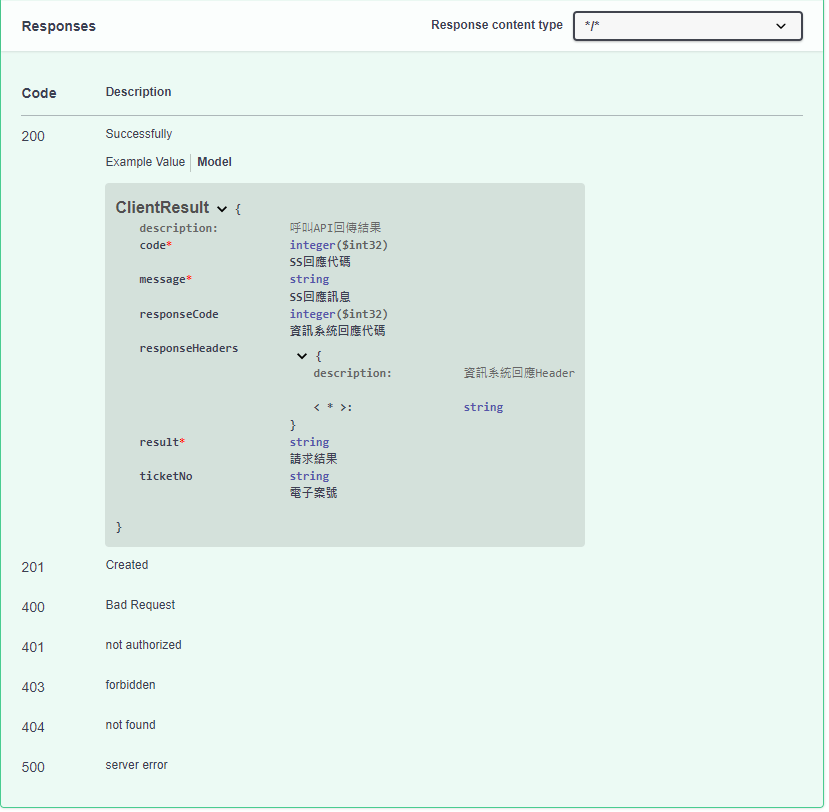 Responses
Response content type */*
Code Description
200 Successfully
Example Value Model
ClientResult {
description: 呼叫API回傳結果
code* integer($int32)
SS回應代碼
message* string
SS回應訊息
responseCode integer($int32)
資訊系統回應代碼
responseHeaders {
description: 資訊系統回應Header
< * >: string
}
result* string
請求結果
ticketNo string
電子案號
}
201 Created
400 Bad Request
401 not authorized
403 forbidden
404 not found
500 server error